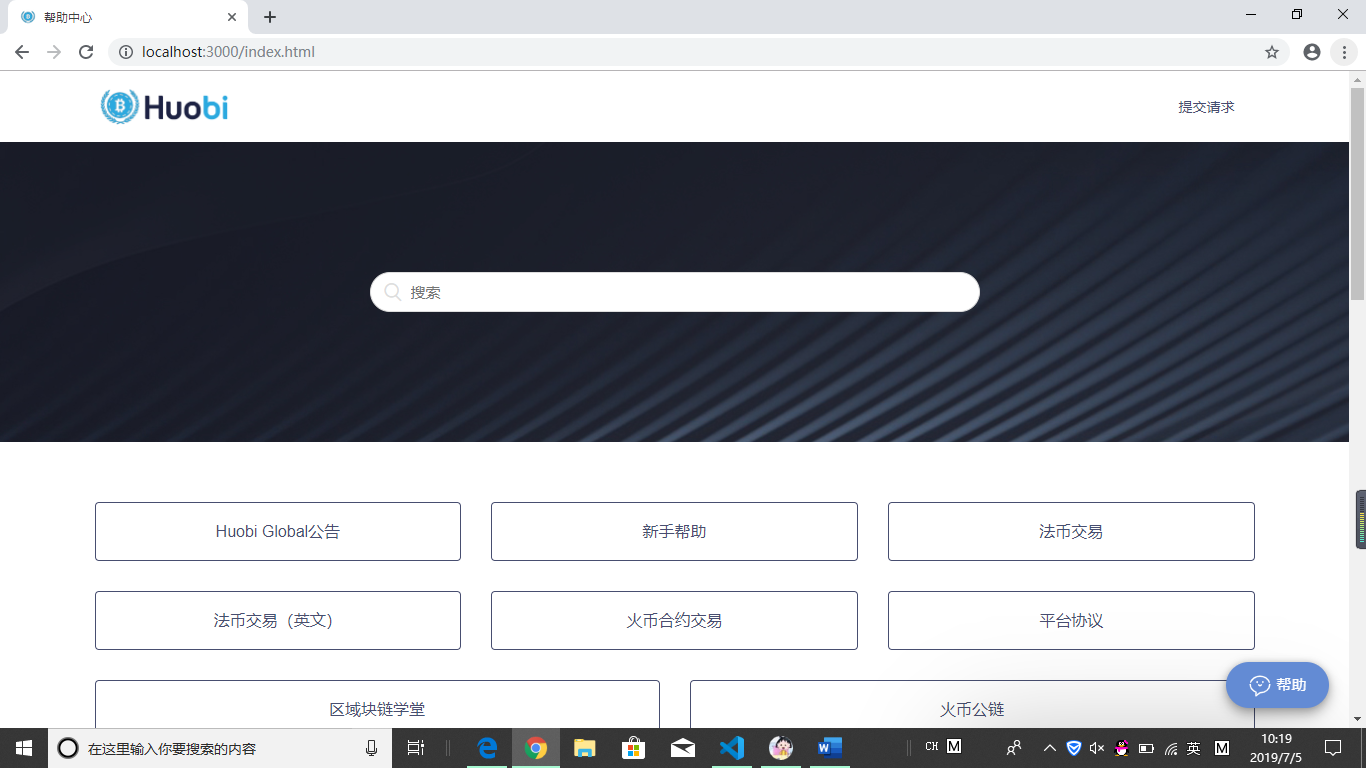 帮助中心
localhost:3000/index.html
Huobi
提交请求
搜索
Huobi Global公告
新手帮助
法币交易
法币交易（英文）
火币合约交易
平台协议
区域块链学堂
火币公链
帮助
在这里输入你要搜索的内容
CH M
英 M
10:19
2019/7/5